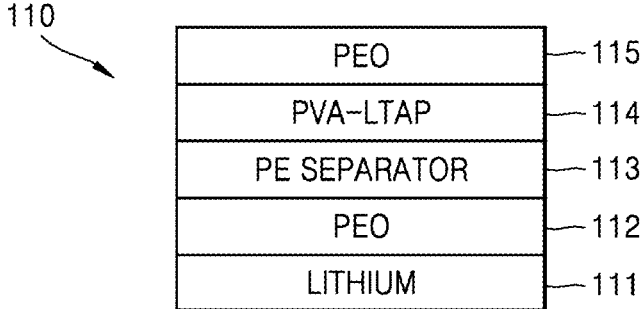 110
PEO 115
PVA-LTAP 114
PE SEPARATOR 113
PEO 112
LITHIUM 111